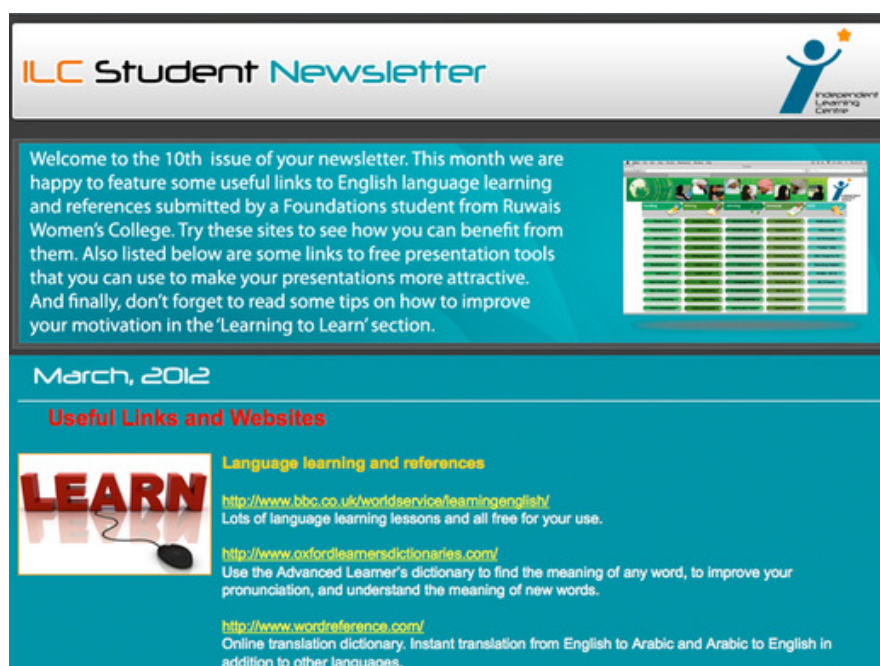 ILC Student Newsletter
Independent
Learning
Centre
Welcome to the 10th issue of your newsletter. This month we are
happy to feature some useful links to English language learning
and references submitted by a Foundations student from Ruwais
Women's College. Try these sites to see how you can benefit from
them. Also listed below are some links to free presentation tools
that you can use to make your presentations more attractive.
And finally, don't forget to read some tips on how to improve
your motivation in the 'Learning to Learn' section.
March, 2012
Useful Links and Websites
LEARN
Language learning and references
http://www.bbc.co.uk/worldservice/learningenglish/
Lots of language learning lessons and all free for your use.
http://www.oxfordlearnersdictionaries.com/
Use the Advanced Learner's dictionary to find the meaning of any word, to improve your
pronunciation, and understand the meaning of new words.
http://www.wordreference.com/
Online translation dictionary. Instant translation from English to Arabic and Arabic to English in
addition to other languages.